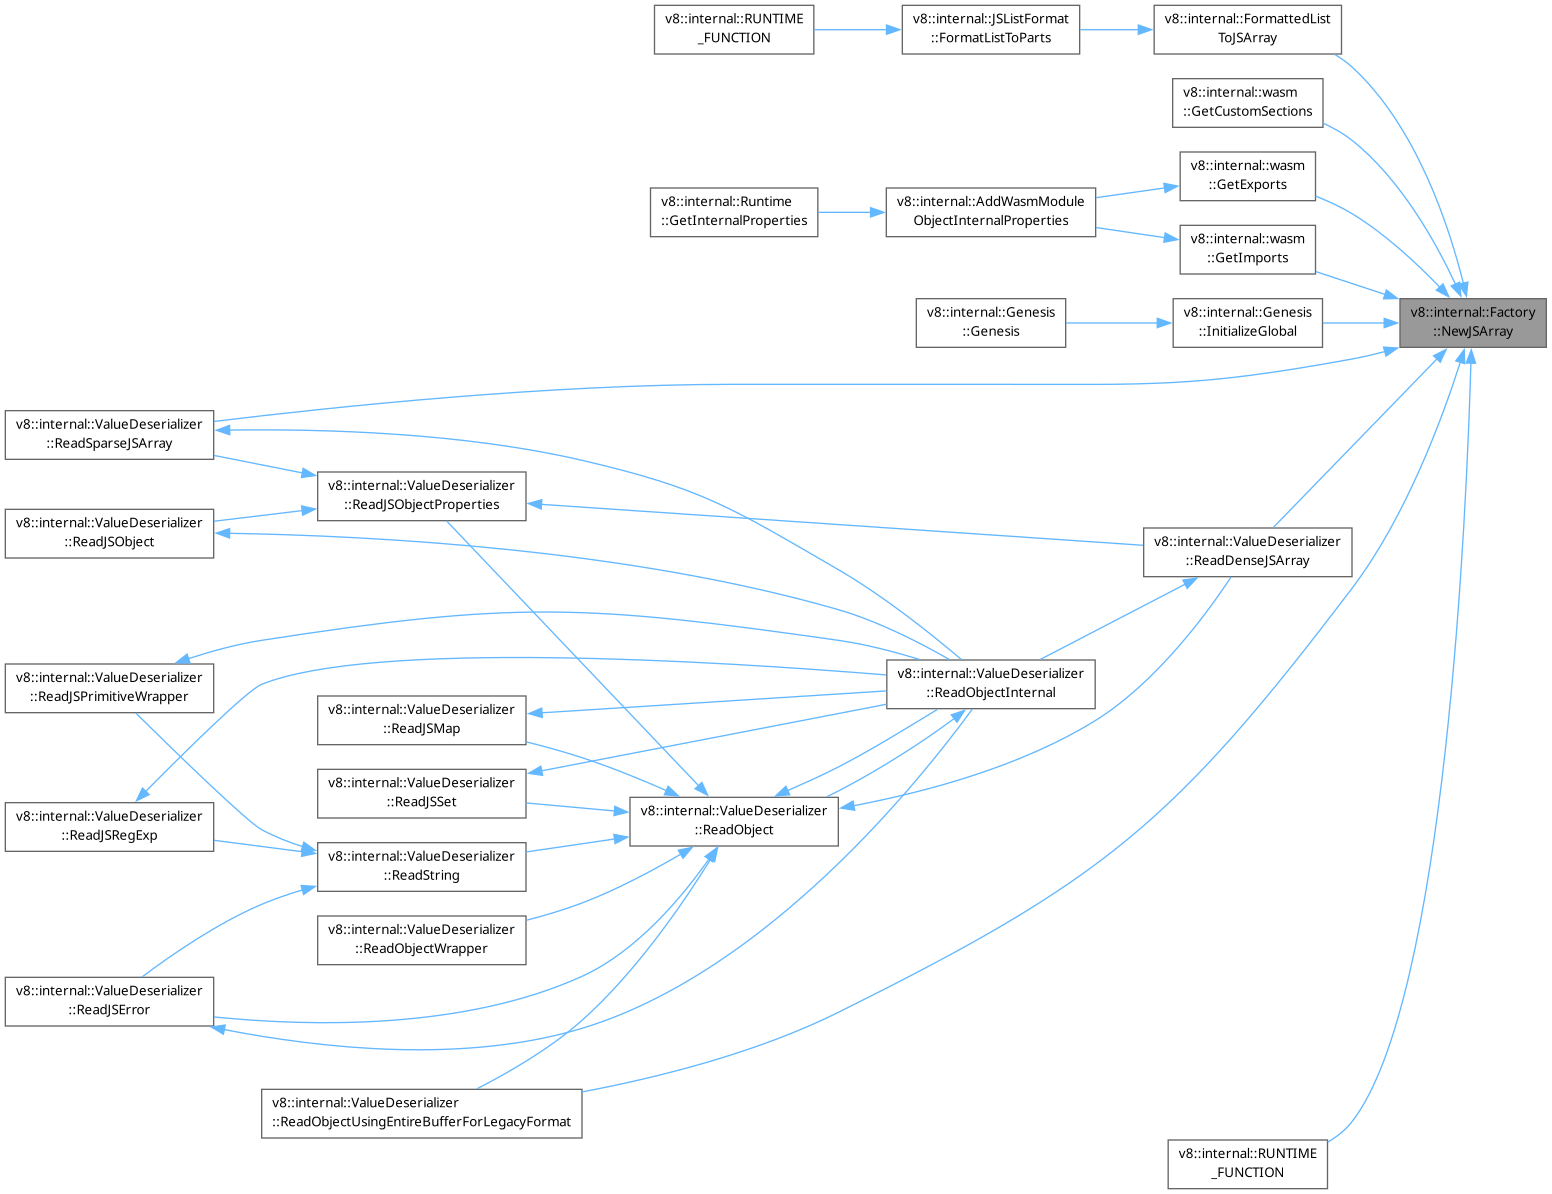 v8::internal::RUNTIME
_FUNCTION
v8::internal::JSListFormat
::FormatListToParts
v8::internal::FormattedList
ToJSArray
v8::internal::wasm
::GetCustomSections
v8::internal::wasm
::GetExports
v8::internal::Runtime
::GetInternalProperties
v8::internal::AddWasmModule
ObjectInternalProperties
v8::internal::wasm
::GetImports
v8::internal::Genesis
::Genesis
v8::internal::Genesis
::InitializeGlobal
v8::internal::Factory
::NewJSArray
v8::internal::ValueDeserializer
::ReadSparseJSArray
v8::internal::ValueDeserializer
::ReadJSObjectProperties
v8::internal::ValueDeserializer
::ReadJSObject
v8::internal::ValueDeserializer
::ReadDenseJSArray
v8::internal::ValueDeserializer
::ReadJSPrimitiveWrapper
v8::internal::ValueDeserializer
::ReadObjectInternal
v8::internal::ValueDeserializer
::ReadJSMap
v8::internal::ValueDeserializer
::ReadJSSet
v8::internal::ValueDeserializer
::ReadObject
v8::internal::ValueDeserializer
::ReadJSRegExp
v8::internal::ValueDeserializer
::ReadString
v8::internal::ValueDeserializer
::ReadObjectWrapper
v8::internal::ValueDeserializer
::ReadJSError
v8::internal::ValueDeserializer
::ReadObjectUsingEntireBufferForLegacyFormat
v8::internal::RUNTIME
_FUNCTION